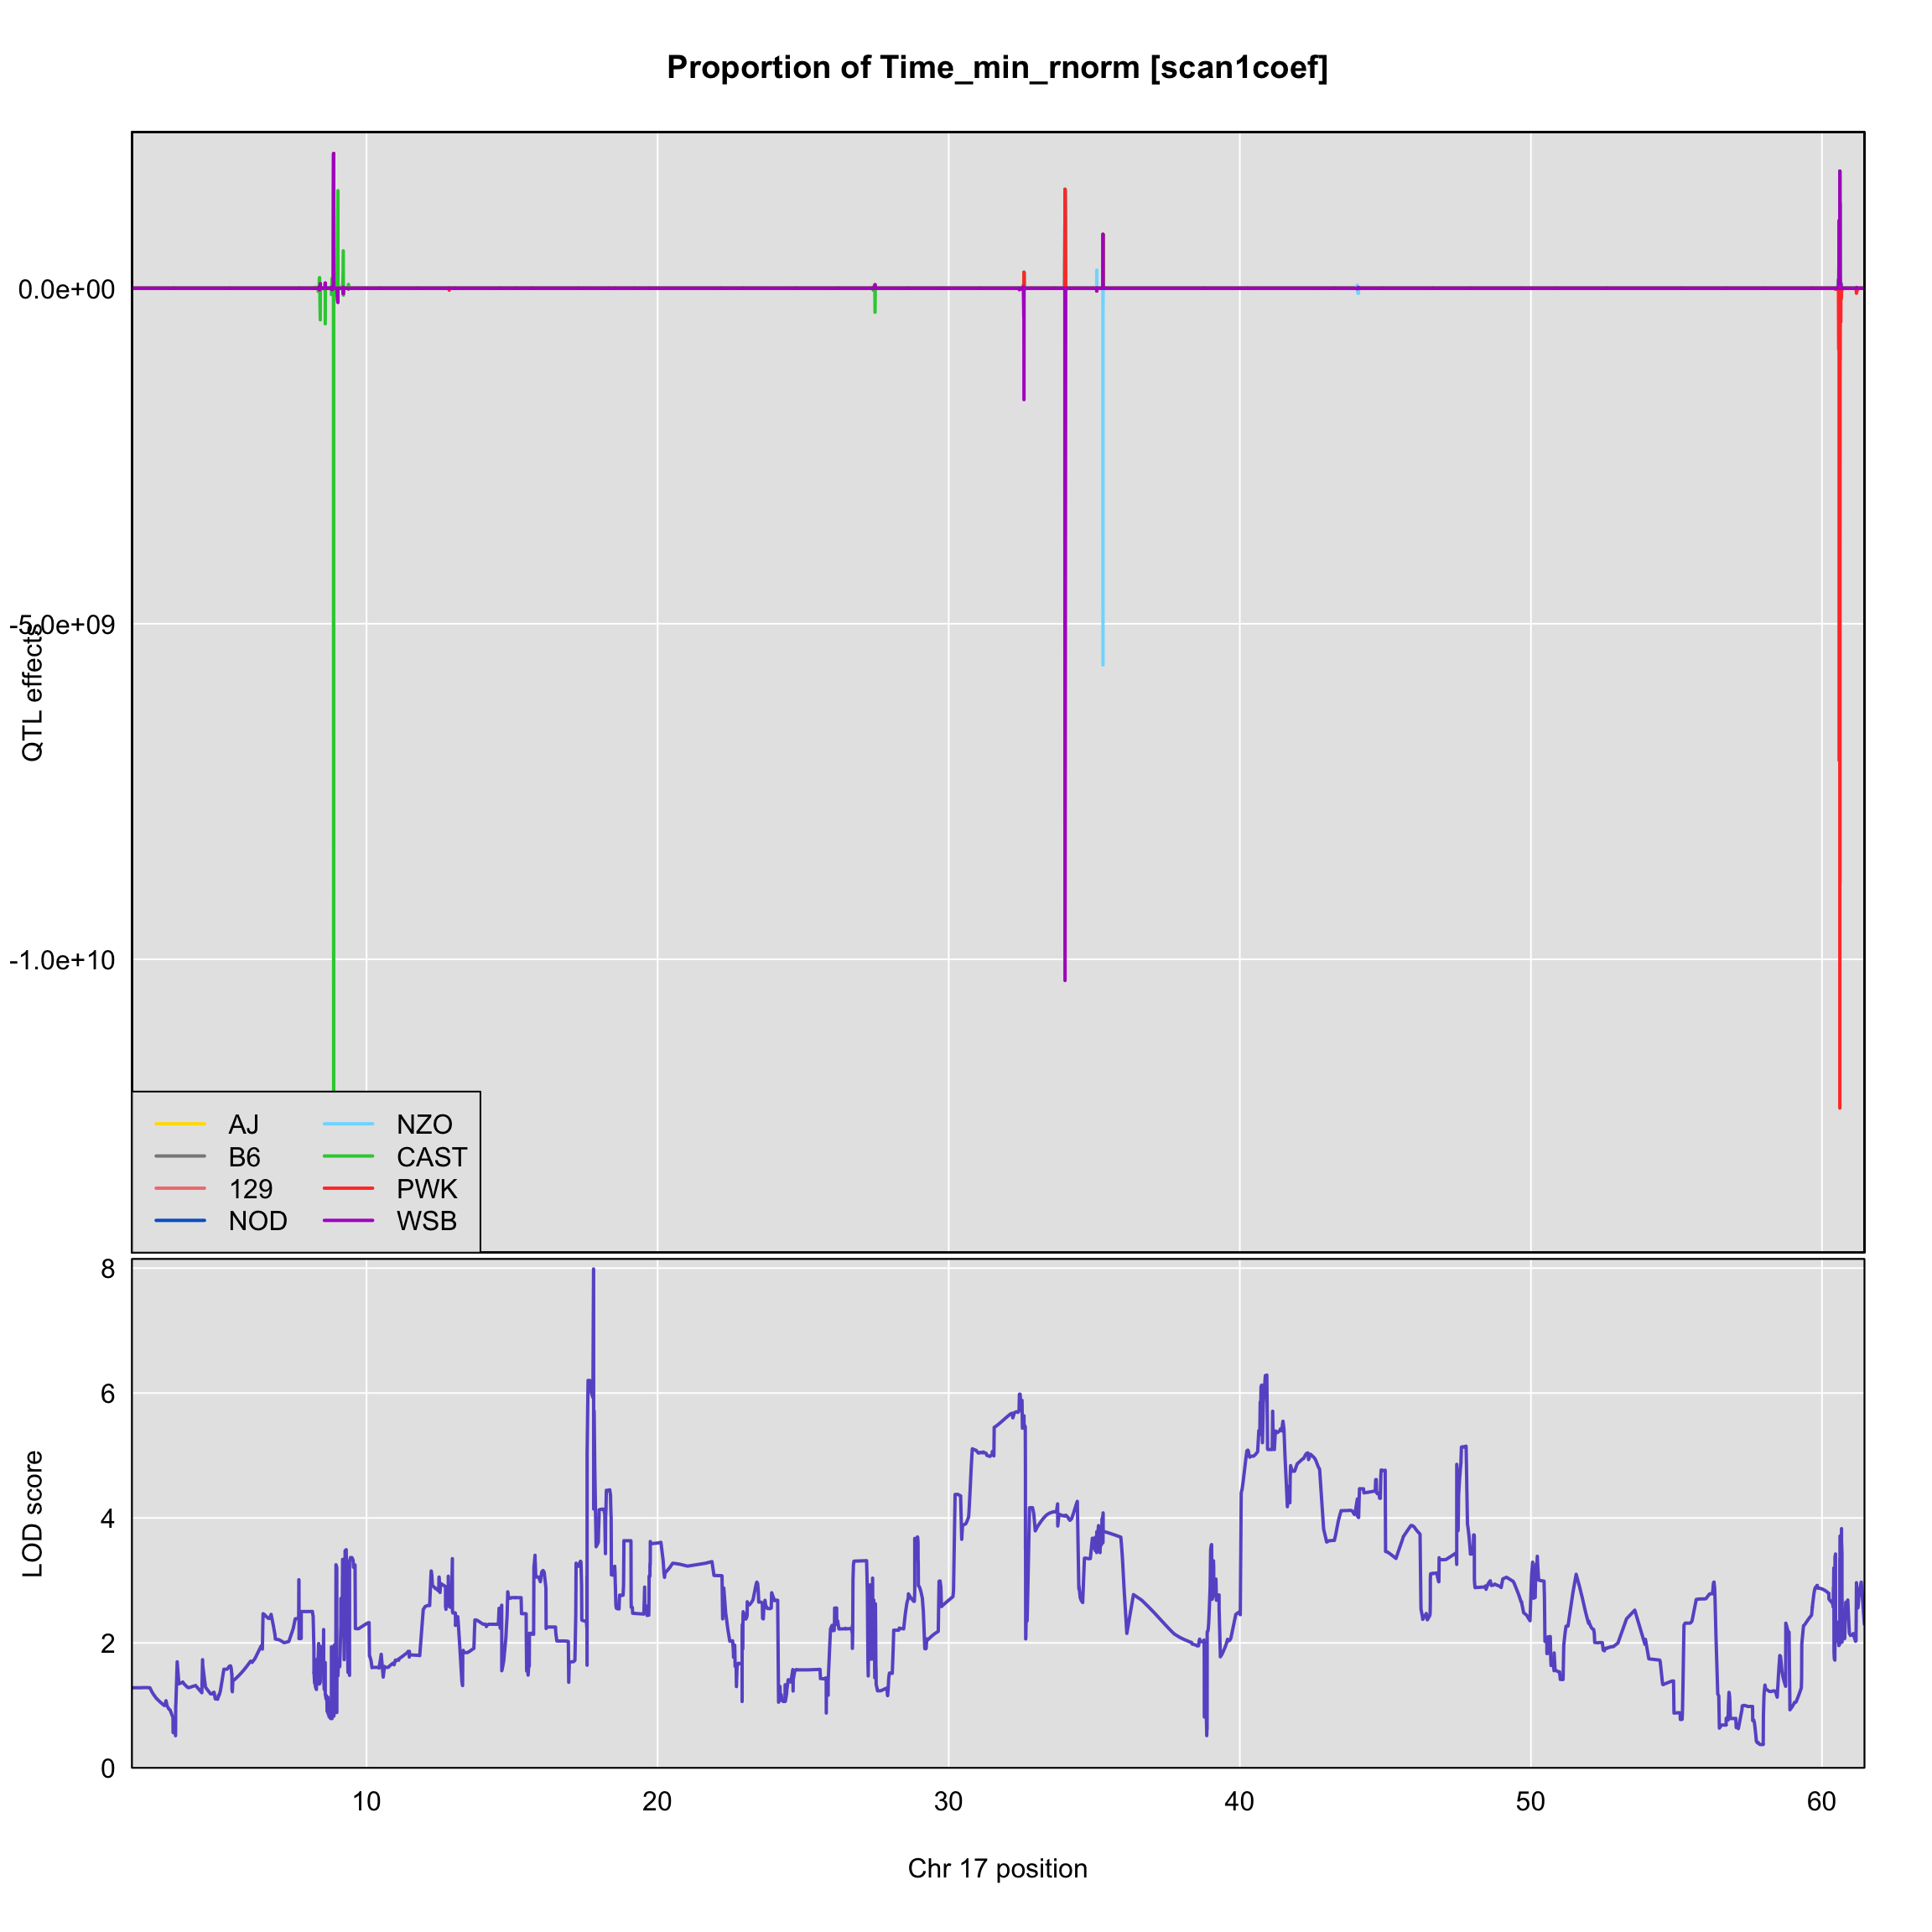 Proportion of Time_min_rnorm [scan1coef]
0.0e+00
-5.0e+09
-1.0e+10
QTL effects
AJ NZO
B6 CAST
129 PWK
NOD WSB
8
6
4
2
0
LOD score
10 20 30 40 50 60
Chr 17 position